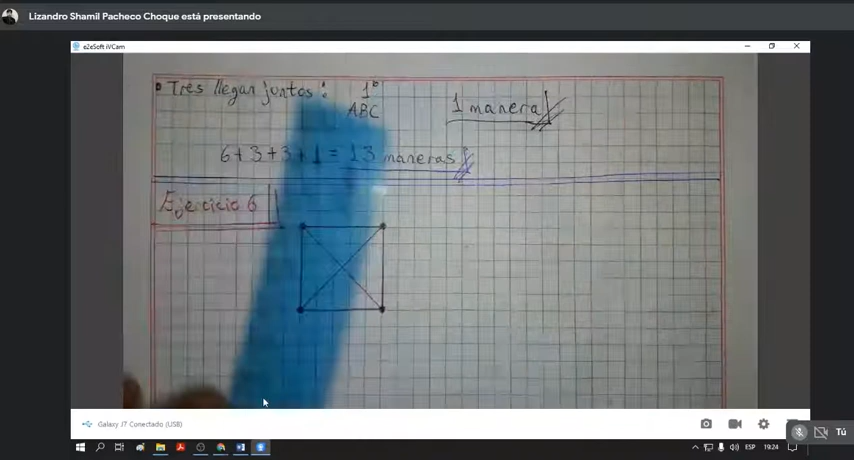 Lizandro Shamil Pacheco Choque está presentando
e2eSoft iVCam
• Tres llegan juntos: 1°
ABC
1 manera
6+3+3+1 = 13 maneras
Ejercicio 6
Galaxy J7 Conectado (USB)
Tú
ESP 19:24